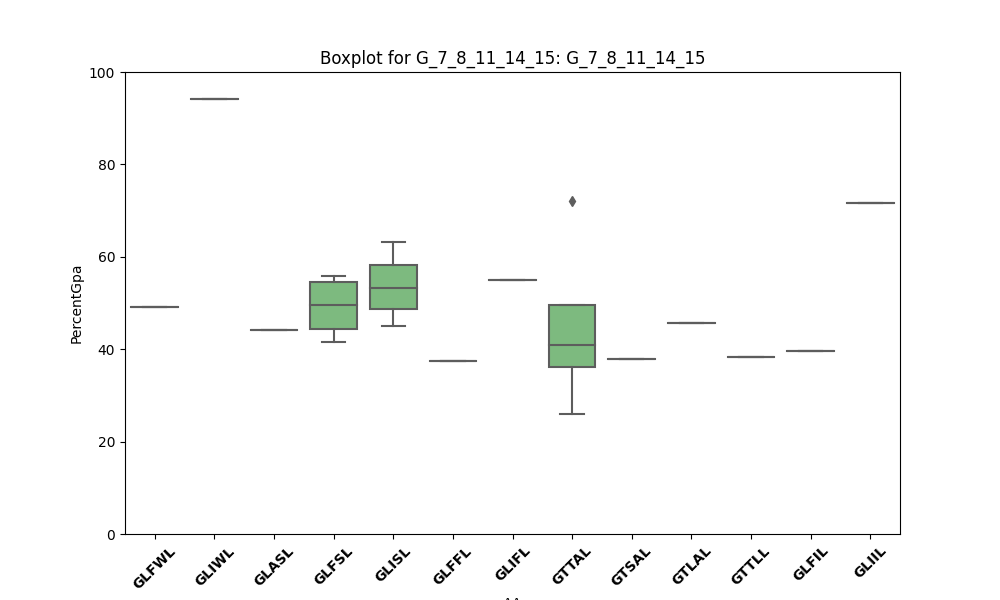 Boxplot for G_7_8_11_14_15: G_7_8_11_14_15
100
80
60
40
20
0
PercentGpa
GLFWL
GLIWL
GLASL
GLFSL
GLISL
GLFFL
GLIFL
GTTAL
GTSAL
GTLAL
GTTLL
GLFIL
GLIIL